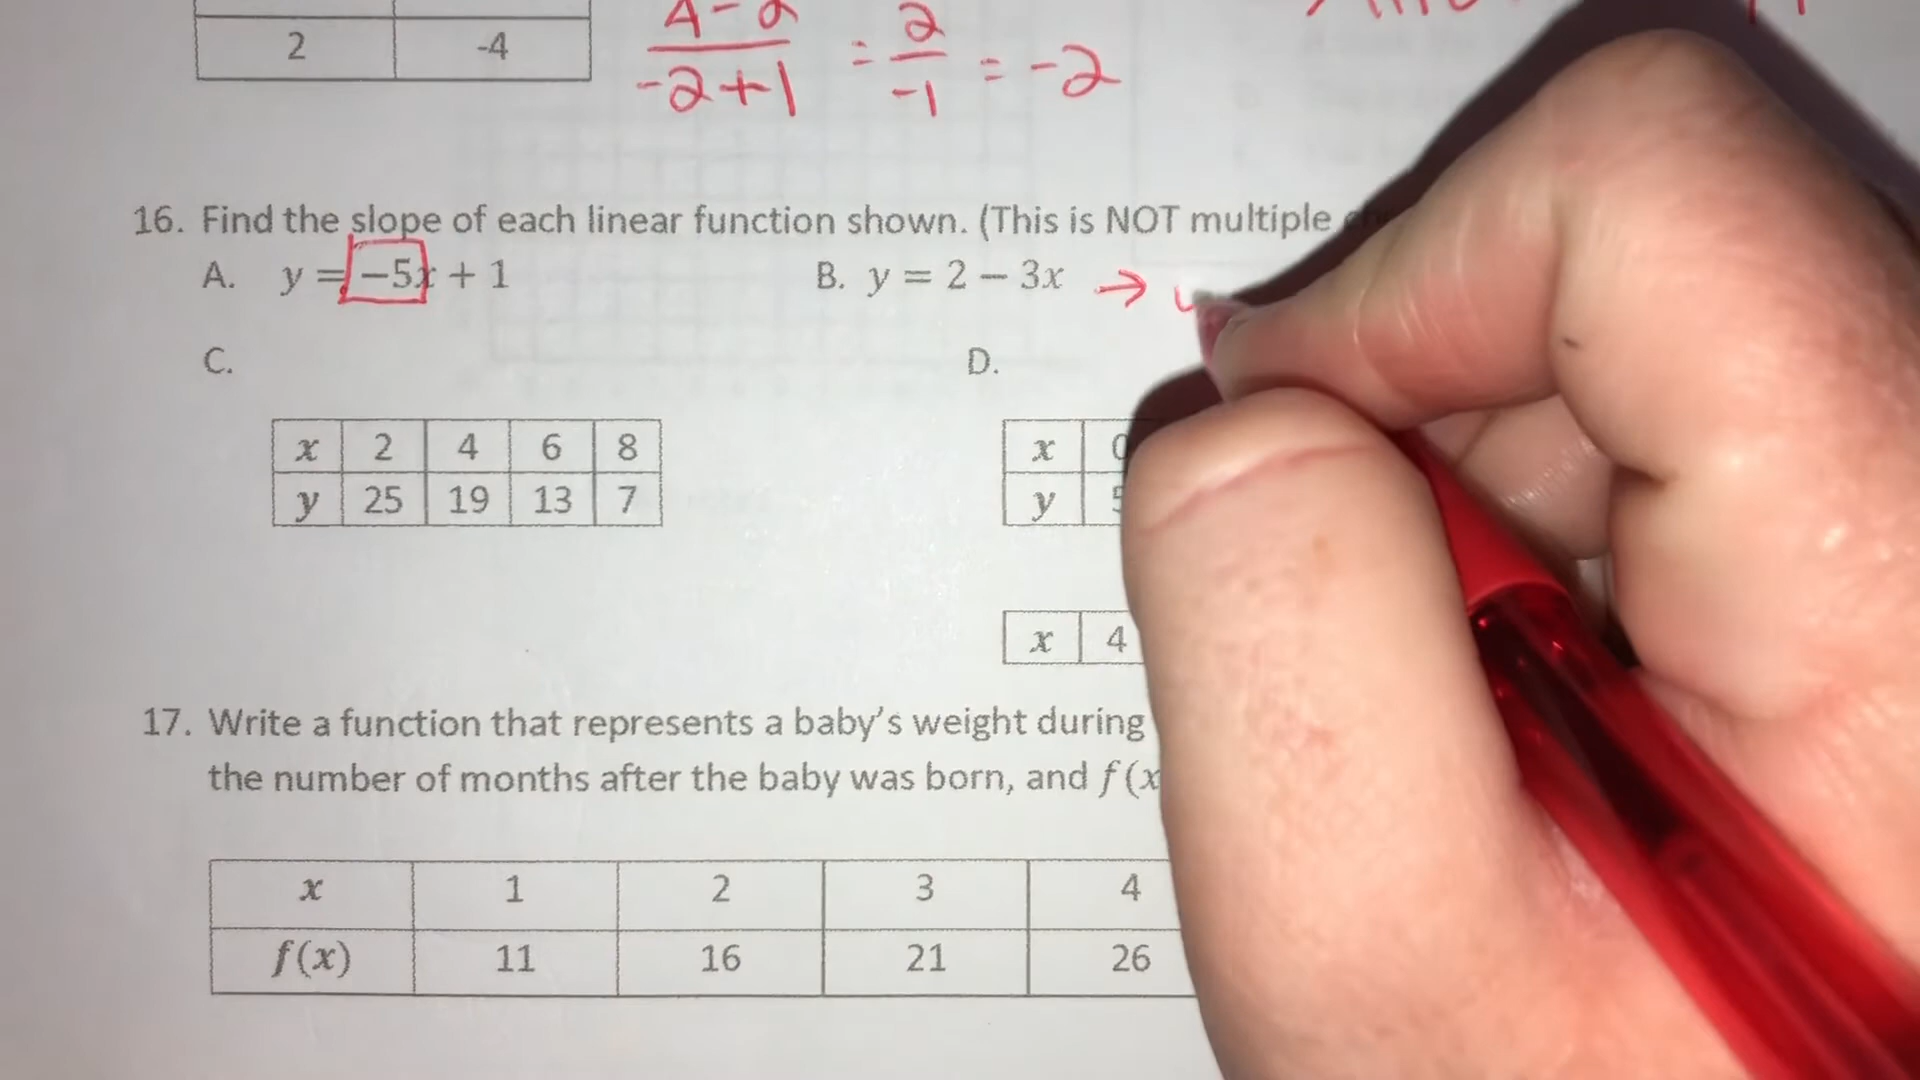 2 -4
4-2 / -2+1 = 2 / -1 = -2
16. Find the slope of each linear function shown. (This is NOT multiple
A. y = -5x + 1 B. y = 2 − 3x →
C. D.
x 2 4 6 8 x
y 25 19 13 7 y
x 4
17. Write a function that represents a baby's weight during
the number of months after the baby was born, and f(x
x 1 2 3 4
f(x) 11 16 21 26